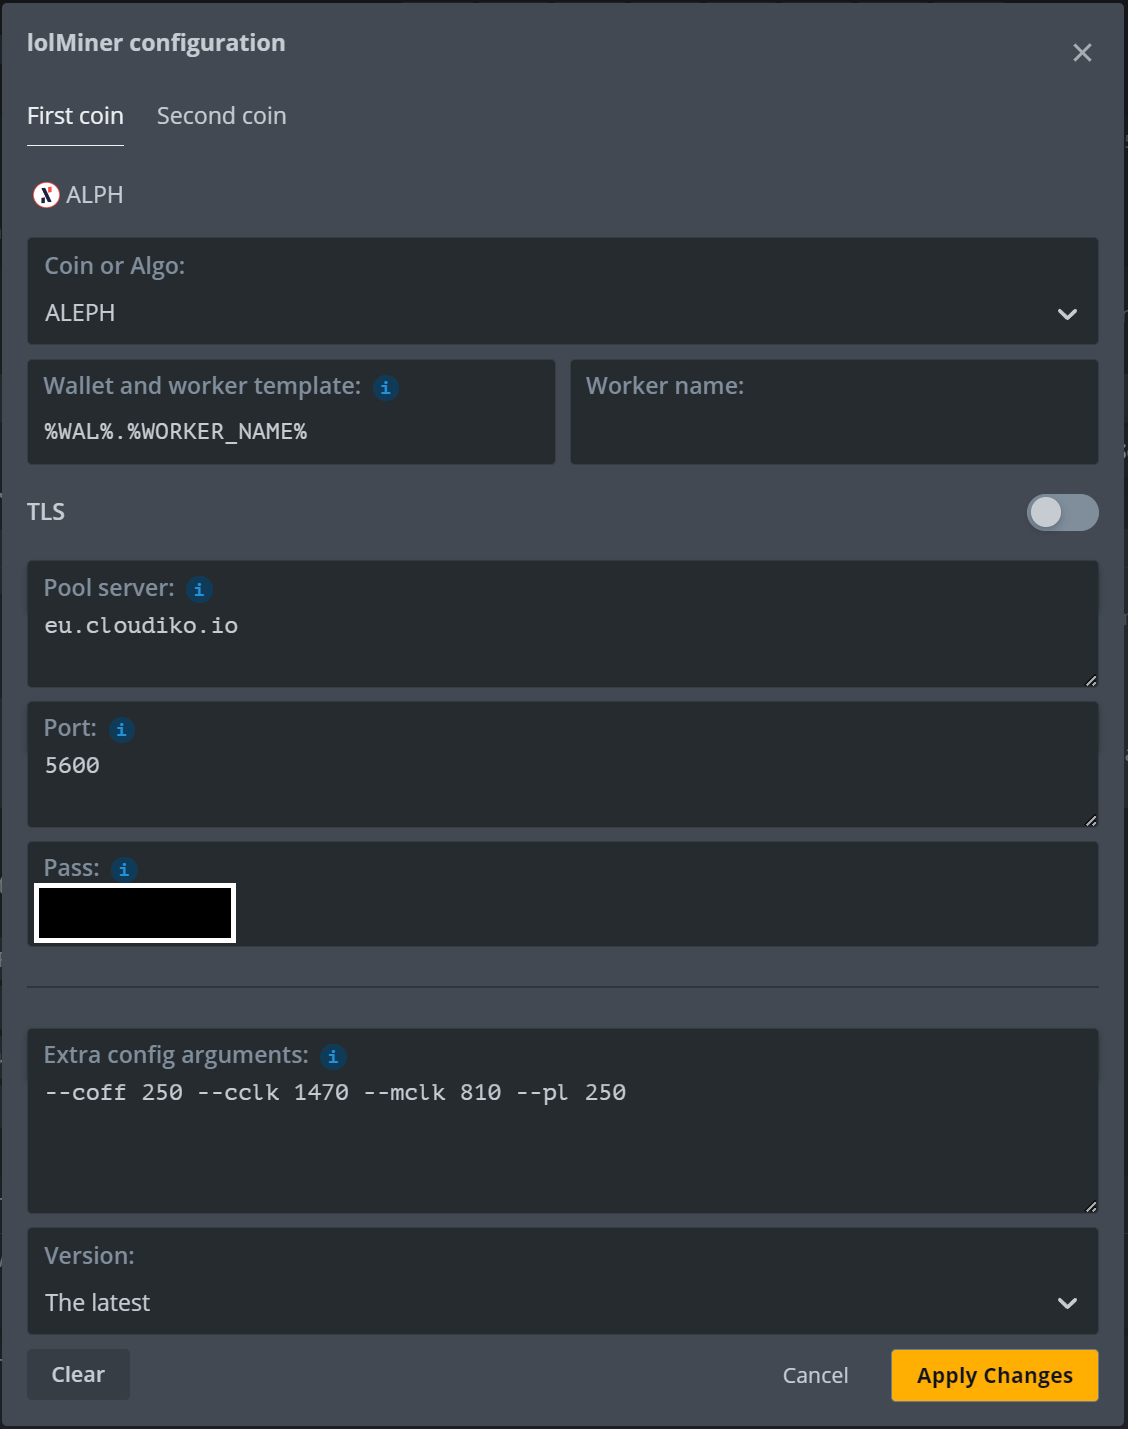 lolMiner configuration
First coin
Second coin
ALPH
Coin or Algo:
ALEPH
Wallet and worker template:
%WAL%.%WORKER_NAME%
Worker name:
TLS
Pool server:
eu.cloudiko.io
Port:
5600
Pass:
Extra config arguments:
--coff 250 --cclk 1470 --mclk 810 --pl 250
Version:
The latest
Clear
Cancel
Apply Changes